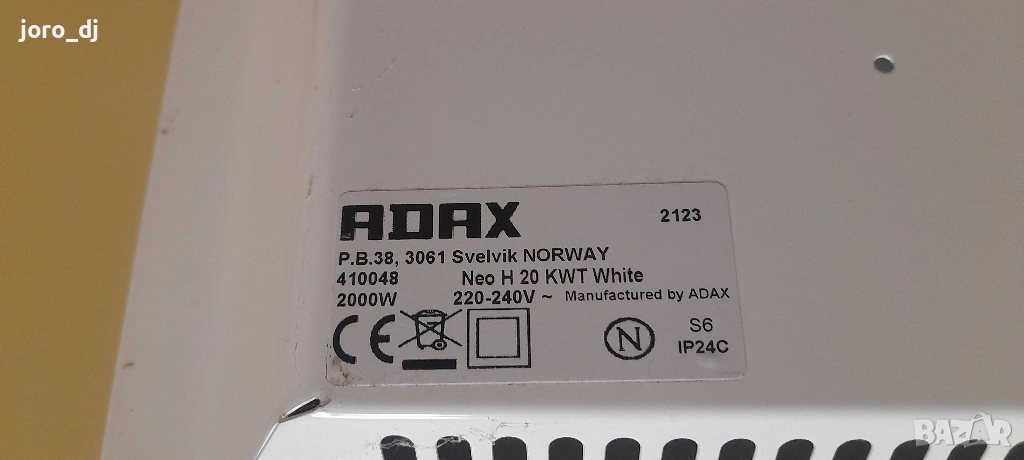 joro_dj
ADAX 2123
P.B.38, 3061 Svelvik NORWAY
410048 Neo H 20 KWT White
2000W 220-240V ~ Manufactured by ADAX
CE N S6
IP24C
BAZAR